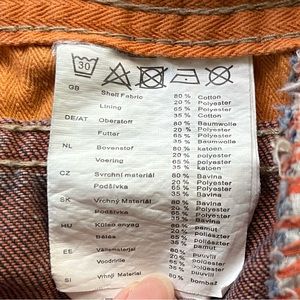 30
GB Shell Fabric 80 % Cotton
20 % Polyester
Lining 65 % Polyester
35 % Cotton
DE/AT Oberstoff 80 % Baumwolle
20 % Polyester
Futter 65 % Polyester
35 % Baumwolle
NL Bovenstof 80 % katoen
20 % Polyester
Voering 65 % Polyester
35 % katoen
CZ Svrchní materiál 80 % Bavlna
20 % Polyester
Podšívka 65 % Polyester
35 % Bavlna
SK Vrchný Materiál 80 % Bavlna
20 % Polyester
Podšívka 65 % Polyester
35 % Bavlna
HU Külső anyag 80 % pamut
20 % Poliészter
Bélés 65 % Poliészter
35 % pamut
EE Välismaterjal 80 % puuvill
20 % Polüester
Voodriide 65 % Polüester
35 % puuvill
SI Vrhnji Material 80 % bombaž